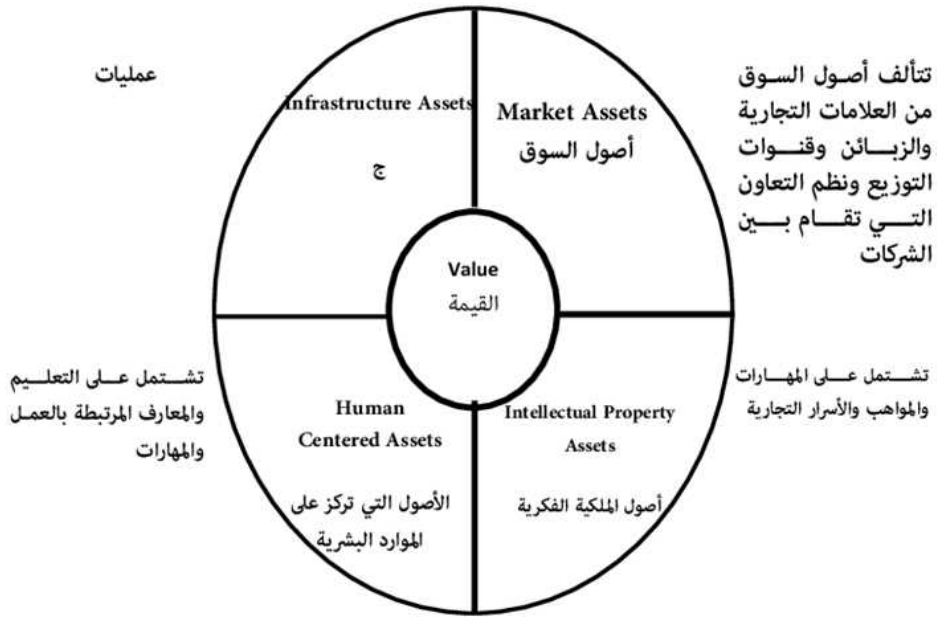 عمليات
Infrastructure Assets
ج
Market Assets
أصول السوق
تتألف أصول السوق
من العلامات التجارية
والزبائن وقنوات
التوزيع ونظم التعاون
التي تقام بين
الشركات
Value
القيمة
تشتمل على التعليم
والمعارف المرتبطة بالعمل
والمهارات
Human
Centered Assets
الأصول التي تركز على
الموارد البشرية
Intellectual Property
Assets
أصول الملكية الفكرية
تشتمل على المهارات
والمواهب والأسرار التجارية